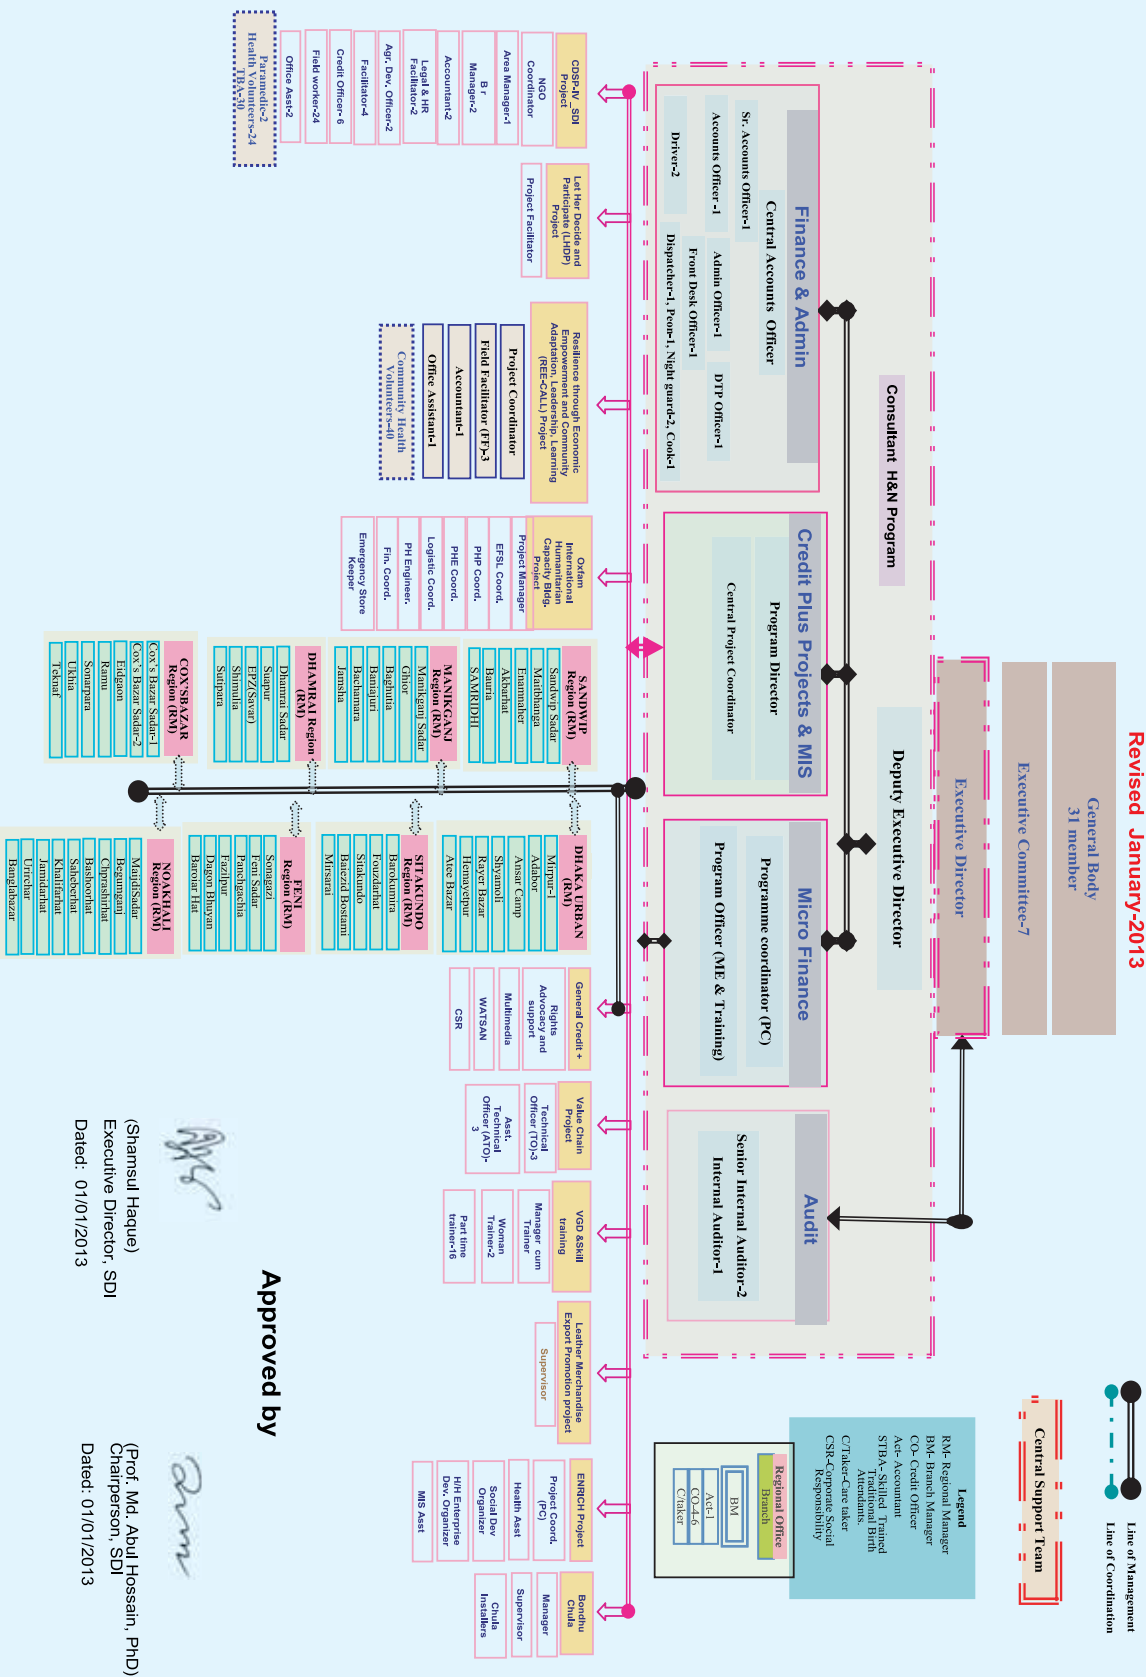 Revised January-2013
General Body
31 member
Executive Committee-7
Executive Director
Line of Management
Line of Coordination
Central Support Team
Consultant H&N Program
Deputy Executive Director
Finance & Admin
Central Accounts Officer
Sr. Accounts Officer-1
Accounts Officer -1
Admin Officer-1
DTP Officer-1
Front Desk Officer-1
Driver-2
Dispatcher-1, Peon-1, Night guard-2, Cook-1
Credit Plus Projects & MIS
Program Director
Central Project Coordinator
Micro Finance
Programme coordinator (PC)
Program Officer (ME & Training)
Audit
Senior Internal Auditor-2
Internal Auditor-1
Legend
RM- Regional Manager
BM- Branch Manager
CO- Credit Officer
Act- Accountant
STBA- Skilled Trained
Traditional Birth
Attendants.
C/Taker-Care taker
CSR-Corporate Social
Responsibility
Regional Office
Branch
BM
Act-1
CO-4-6
C/taker
CDSP-IV _SDI
Project
NGO
Coordinator
Area Manager-1
B r
Manager-2
Accountant-2
Legal & HR
Facilitator-2
Agr. Dev. Officer-2
Facilitator-4
Credit Officer- 6
Field worker-24
Office Asst-2
Paramedic-2
Health Volunteers-24
TBA-30
Let Her Decide and
Participate (LHDP)
Project
Project Facilitator
Resilience through Economic
Empowerment and Community
Adaptation, Leadership, Learning
(REE-CALL) Project
Project Coordinator
Field Facilitator (FF)-3
Accountant-1
Office Assistant-1
Community Health
Volunteers-40
Oxfam
International
Humanitarian
Capacity Bldg.
Project
Project Manager
EFSL Coord.
PHP Coord.
PHE Coord.
Logistic Coord.
PH Engineer.
Fin. Coord.
Emergency Store
Keeper
SANDWIP
Region (RM)
Sandwip Sadar
Maitbhanga
Enammaher
Akbarhat
Bauria
SAMRIDHI
MANIKGANJ
Region (RM)
Manikganj Sadar
Ghior
Baghutia
Baniajuri
Bachamara
Jamsha
DHAMRAI Region
(RM)
Dhamrai Sadar
Suapur
EPZ(Savar)
Shimulia
Sutipara
COX'SBAZAR
Region (RM)
Cox's Bazar Sadar-1
Cox's Bazar Sadar-2
Eidgaon
Ramu
Sonarpara
Ukhia
Teknaf
DHAKA URBAN
(RM)
Mirpur-1
Adabor
Ansar Camp
Shyamoli
Rayer Bazar
Hemayetpur
Atee Bazar
SITAKUNDO
Region (RM)
Barokumira
Fouzdarhat
Sitakundo
Baiezid Bostami
Mirsarai
FENI
Region (RM)
Sonagazi
Feni Sadar
Panchgachia
Fazilpur
Dagon Bhuyan
Baroiar Hat
NOAKHALI
Region (RM)
MaijdiSadar
Begumganj
Chprashirhat
Bashoorhat
Saheberhat
Khalifarhat
Jamidarhat
Urirchar
Banglabazar
General Credit +
Rights
Advocacy and
support
Multimedia
WATSAN
CSR
Value Chain
Project
Technical
Officer (TO)-3
Asst.
Technical
Officer (ATO)-
3
VGD &Skill
training
Manager cum
Trainer
Woman
Trainer-2
Part time
trainer-16
Leather Merchandise
Export Promotion project
Supervisor
ENRICH Project
Project Coord.
(PC)
Health Asst
Social Dev
Organizer
H/H Enterprise
Dev. Organizer
MIS Asst
Bondhu
Chula
Manager
Supervisor
Chula
Installers
Approved by
(Shamsul Haque)
Executive Director, SDI
Dated: 01/01/2013
(Prof. Md. Abul Hossain, PhD)
Chairperson, SDI
Dated: 01/01/2013